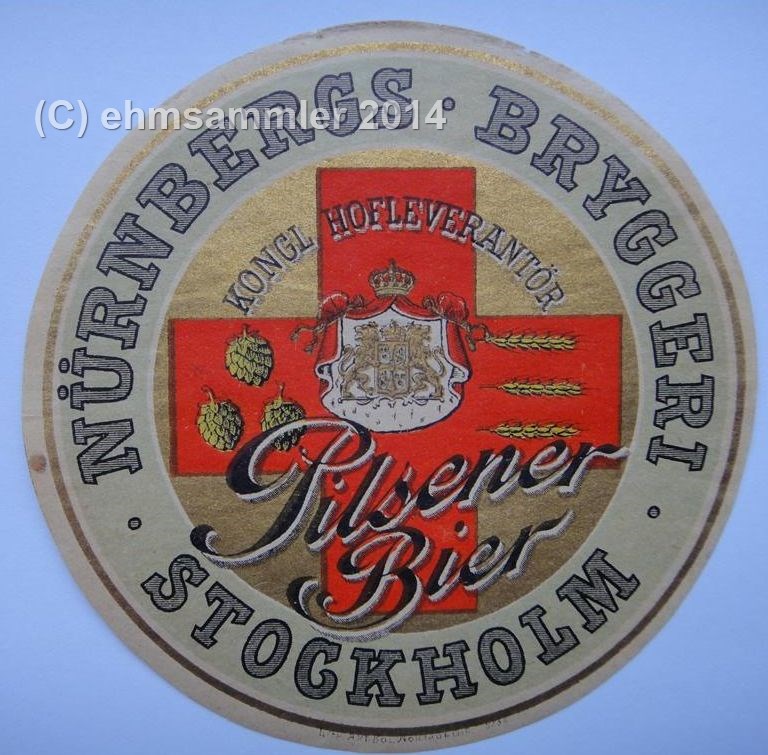 (C) ehmsammler 2014
NÜRNBERGS · BRYGGERI
KONGL HOFLEVERANTÖR
Pilsener
Bier
· STOCKHOLM ·